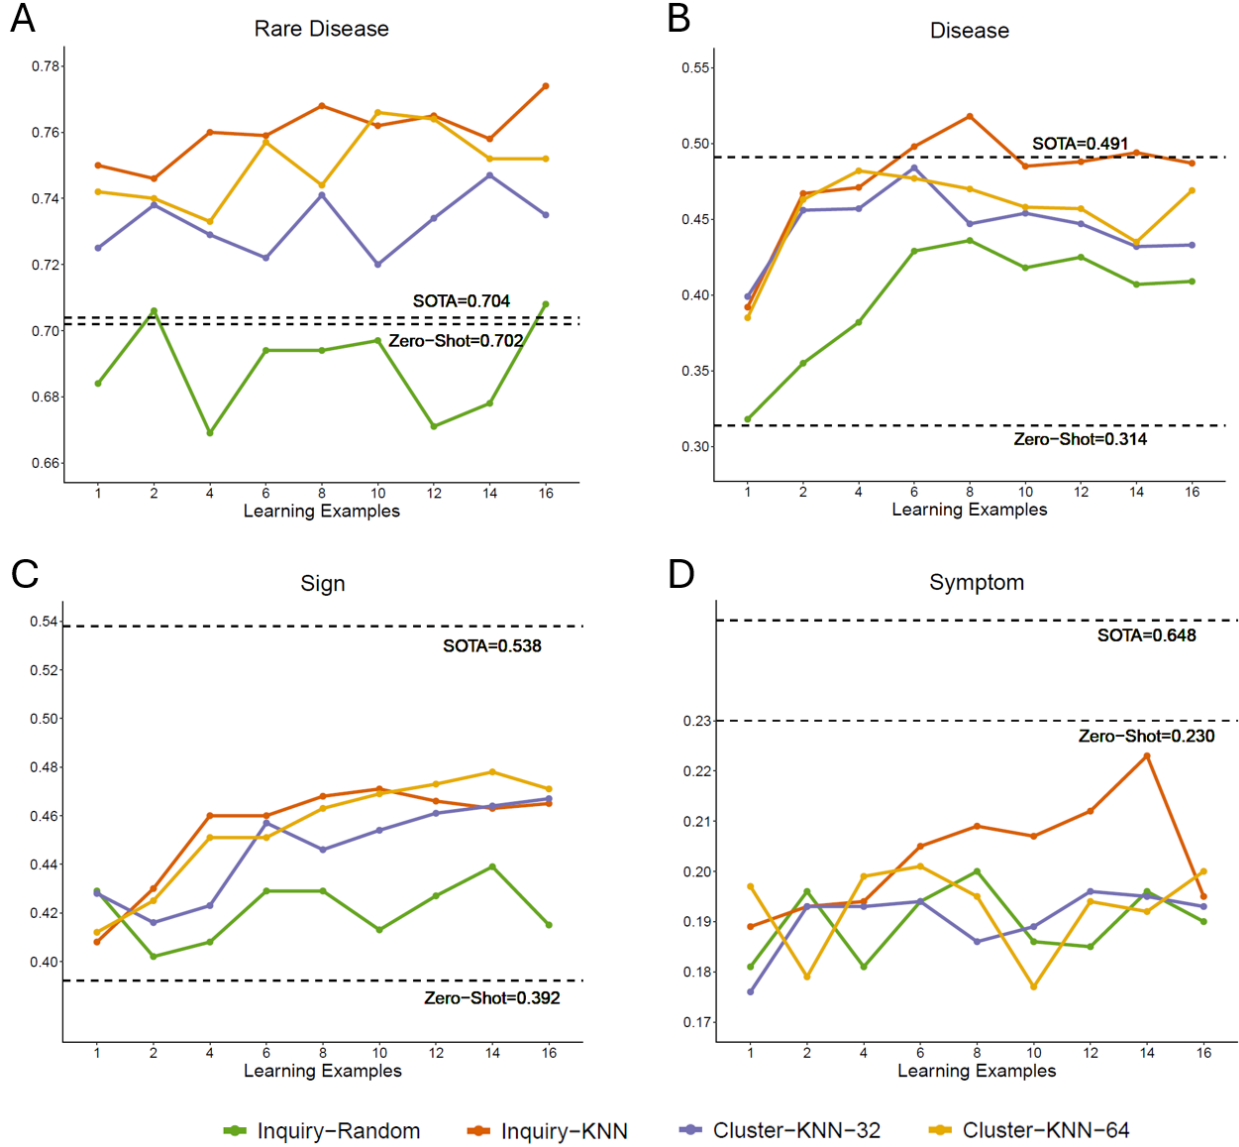 A
Rare Disease
0.78
0.76
0.74
0.72
0.70
0.68
0.66
SOTA=0.704
Zero-Shot=0.702
1 2 4 6 8 10 12 14 16
Learning Examples
B
Disease
0.55
0.50
0.45
0.40
0.35
0.30
SOTA=0.491
Zero-Shot=0.314
1 2 4 6 8 10 12 14 16
Learning Examples
C
Sign
0.54
0.52
0.50
0.48
0.46
0.44
0.42
0.40
SOTA=0.538
Zero-Shot=0.392
1 2 4 6 8 10 12 14 16
Learning Examples
D
Symptom
0.23
0.22
0.21
0.20
0.19
0.18
0.17
SOTA=0.648
Zero-Shot=0.230
1 2 4 6 8 10 12 14 16
Learning Examples
Inquiry-Random Inquiry-KNN Cluster-KNN-32 Cluster-KNN-64